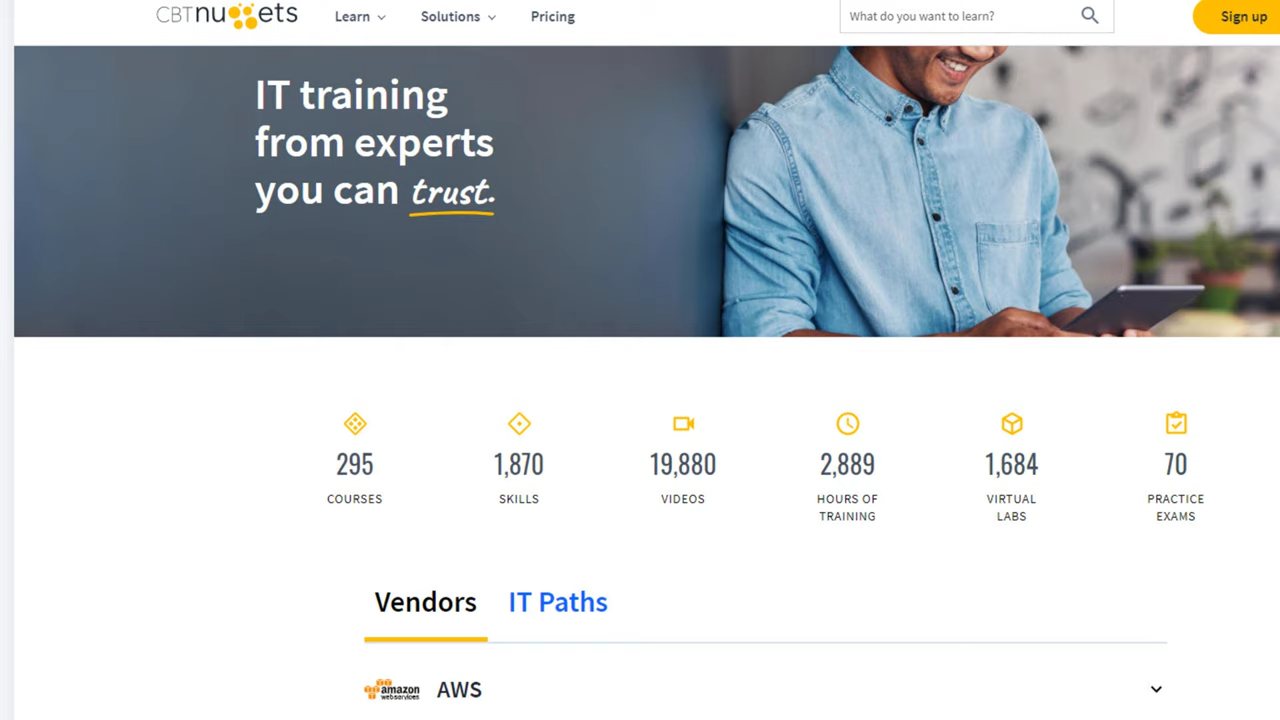 CBTnuggets
Learn
Solutions
Pricing
What do you want to learn?
Sign up
IT training
from experts
you can trust.
295
COURSES
1,870
SKILLS
19,880
VIDEOS
2,889
HOURS OF
TRAINING
1,684
VIRTUAL
LABS
70
PRACTICE
EXAMS
Vendors
IT Paths
amazon
webservices
AWS